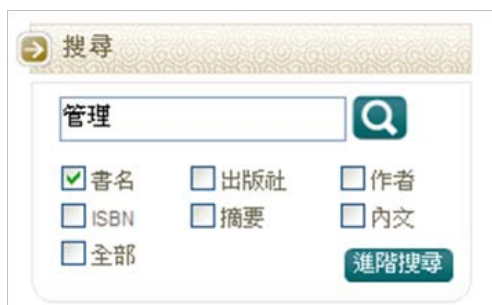 搜尋
管理
書名 出版社 作者
ISBN 摘要 內文
全部 進階搜尋